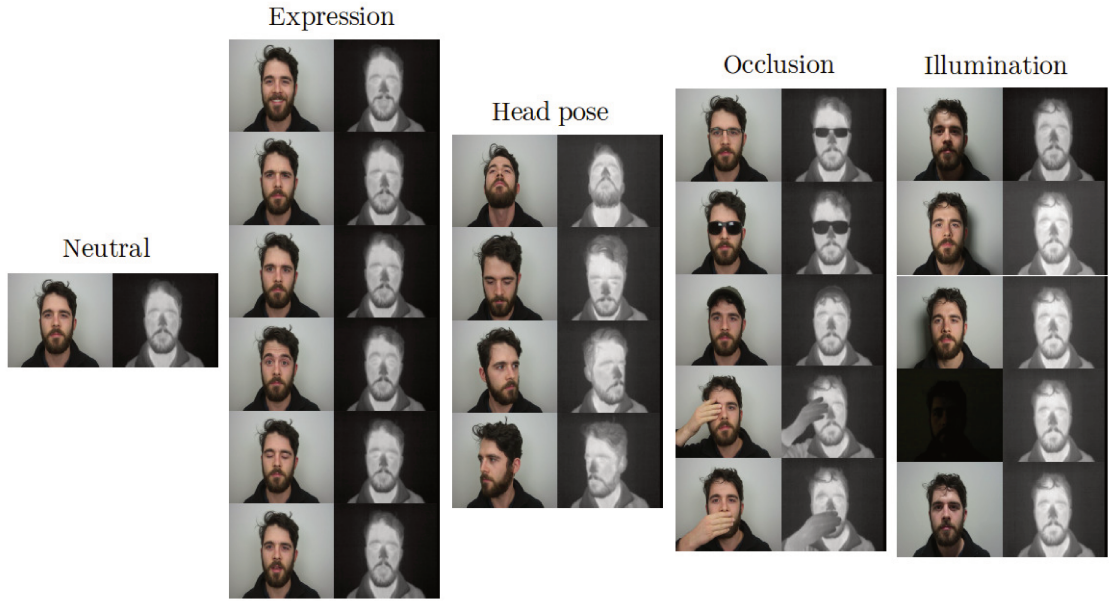 Neutral
Expression
Head pose
Occlusion
Illumination